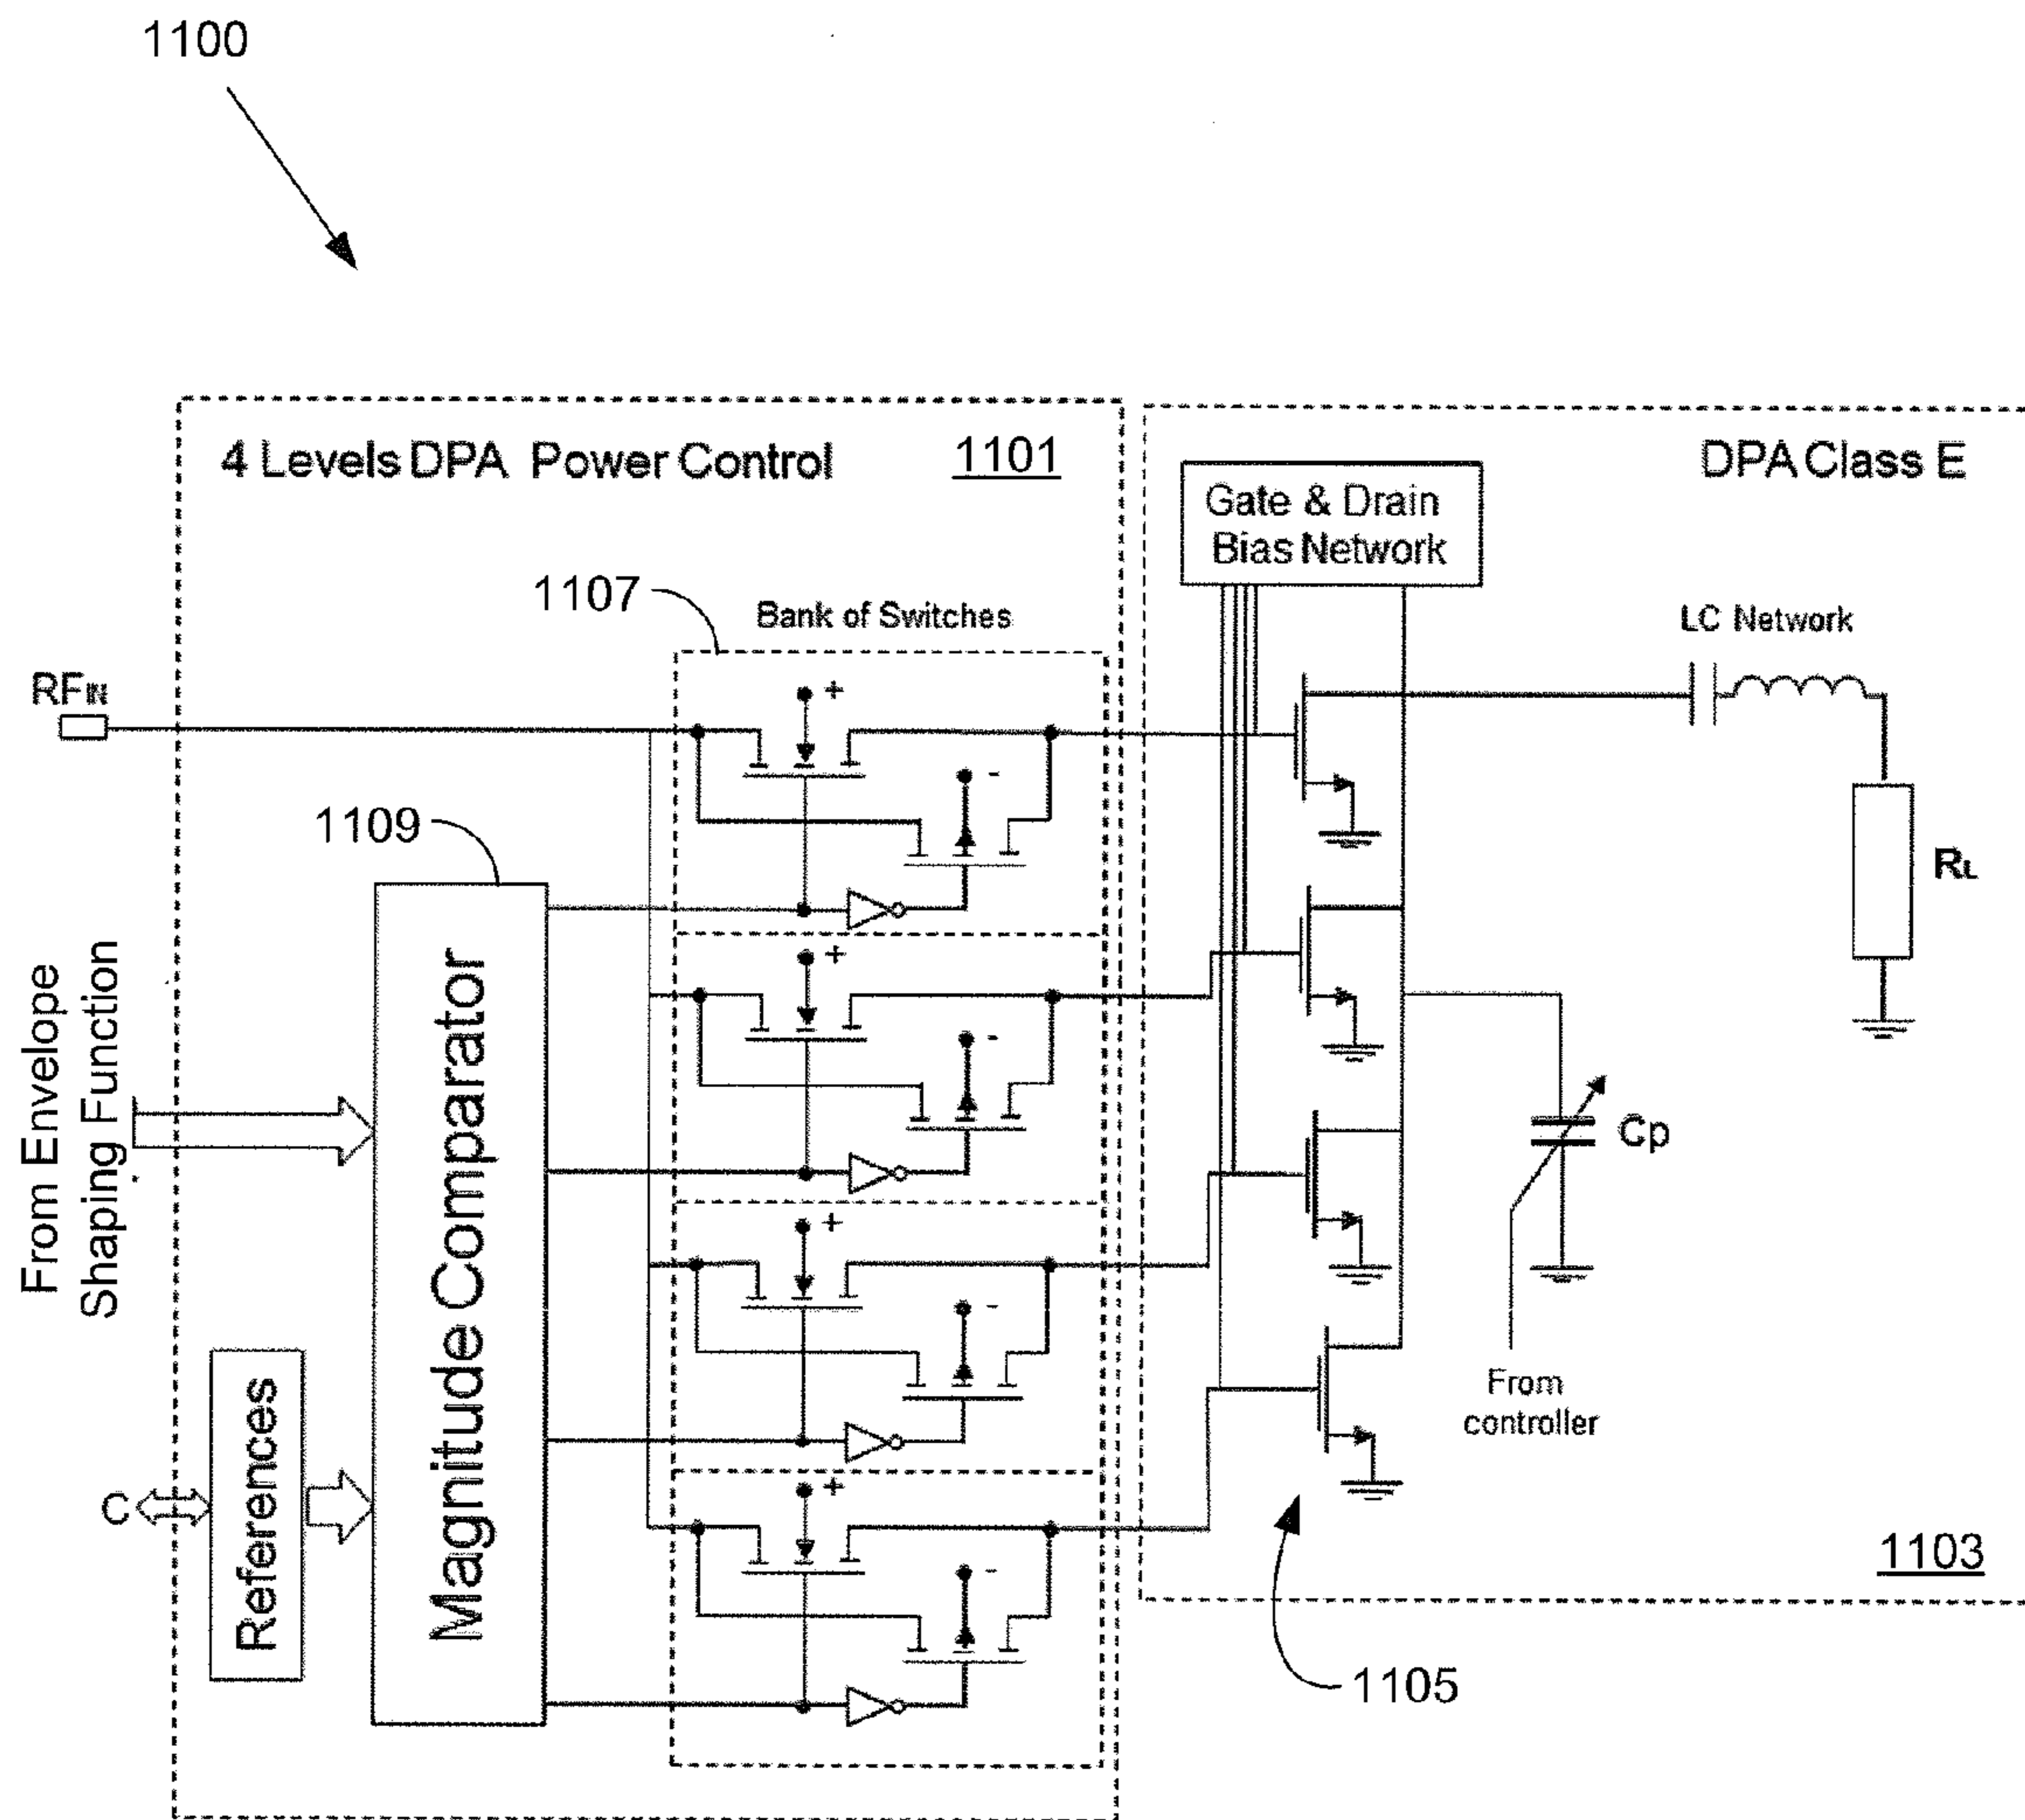 1100
4 Levels DPA Power Control
1101
DPA Class E
Gate & Drain
Bias Network
1107
Bank of Switches
LC Network
RFIN
+
-
1109
RL
+
-
From Envelope
Shaping Function
Magnitude Comparator
Cp
+
-
From
controller
References
C
+
-
1103
1105